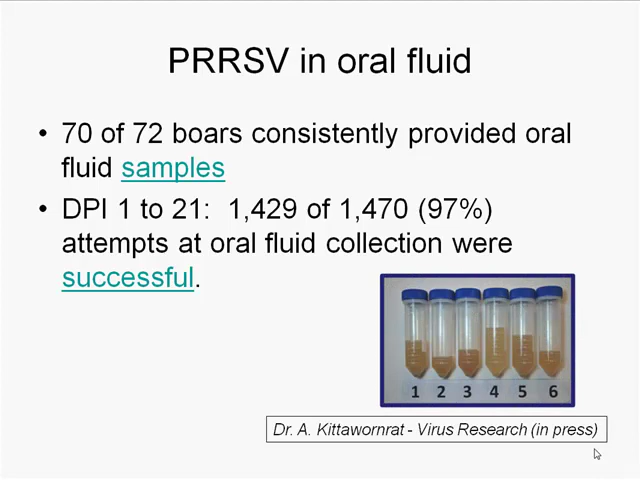 PRRSV in oral fluid
• 70 of 72 boars consistently provided oral
fluid samples
• DPI 1 to 21: 1,429 of 1,470 (97%)
attempts at oral fluid collection were
successful.
1 2 3 4 5 6
Dr. A. Kittawornrat - Virus Research (in press)